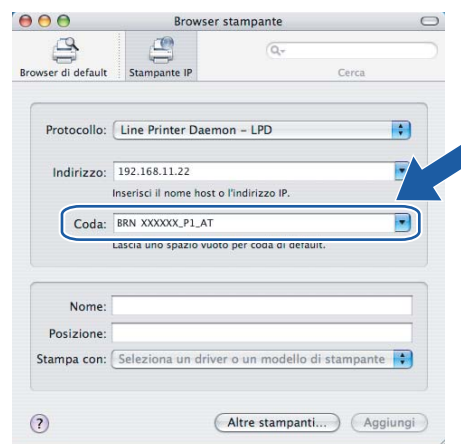 Browser stampante
Browser di default
Stampante IP
Cerca
Protocollo: Line Printer Daemon – LPD
Indirizzo: 192.168.11.22
Inserisci il nome host o l'indirizzo IP.
Coda: BRN XXXXXX_P1_AT
Lascia uno spazio vuoto per coda di default.
Nome:
Posizione:
Stampa con: Seleziona un driver o un modello di stampante
? Altre stampanti... Aggiungi